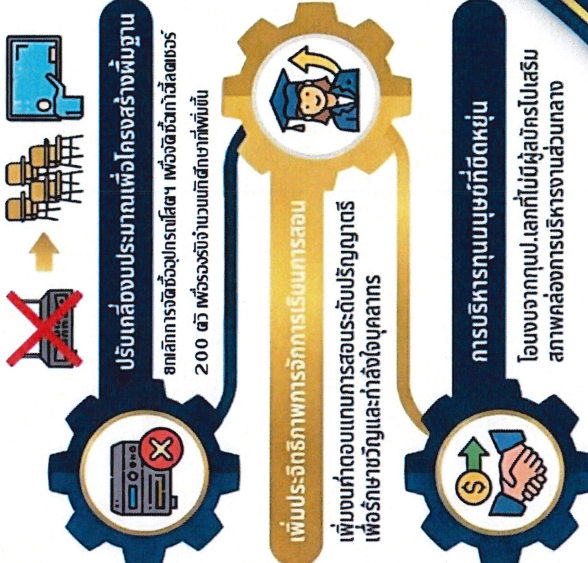 ปรับเกลี่ยงบประมาณเพื่อโครงสร้างพื้นฐาน
ยกเลิกการจัดซื้ออุปกรณ์โสตฯ เพื่อจัดซื้อเก้าอี้เลคเชอร์
200 ตัว เพื่อรองรับจำนวนนักศึกษาที่เพิ่มขึ้น
เพิ่มประสิทธิภาพการจัดการเรียนการสอน
เพิ่มงบค่าตอบแทนการสอนระดับปริญญาตรี
เพื่อรักษาขวัญและกำลังใจบุคลากร
การบริหารทุนมนุษย์ที่ยืดหยุ่น
โอนงบจากทุนป.เอกที่ไม่มีผู้สมัครไปเสริม
สภาพคล่องการบริหารงานส่วนกลาง